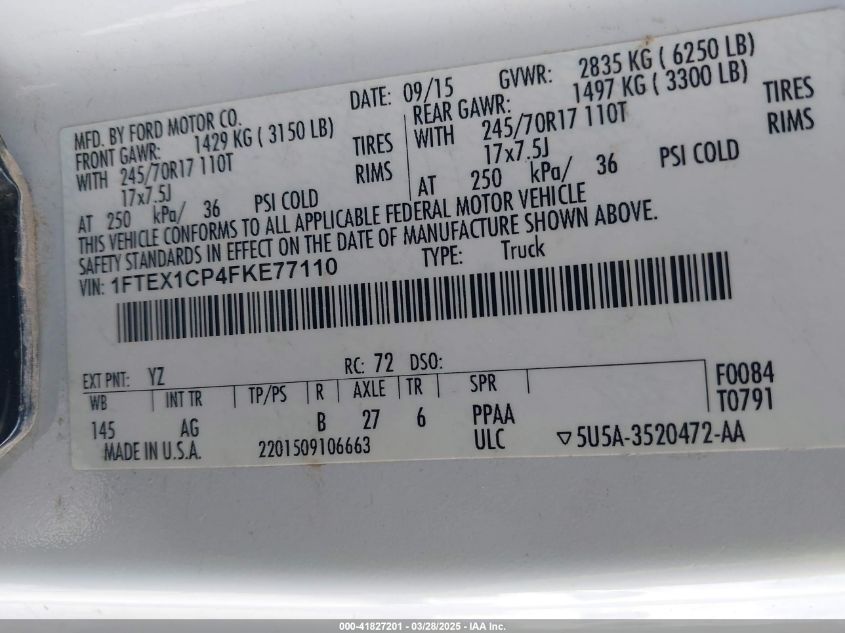 MFD. BY FORD MOTOR CO.
DATE: 09/15
GVWR: 2835 KG ( 6250 LB)
FRONT GAWR: 1429 KG ( 3150 LB)
WITH 245/70R17 110T TIRES
17x7.5J RIMS
AT 250 kPa/ 36 PSI COLD
REAR GAWR: 1497 KG ( 3300 LB)
WITH 245/70R17 110T TIRES
17x7.5J RIMS
AT 250 kPa/ 36 PSI COLD
THIS VEHICLE CONFORMS TO ALL APPLICABLE FEDERAL MOTOR VEHICLE
SAFETY STANDARDS IN EFFECT ON THE DATE OF MANUFACTURE SHOWN ABOVE.
VIN: 1FTEX1CP4FKE77110
TYPE: Truck
EXT PNT: YZ RC: 72 DSO:
WB INT TR TP/PS R AXLE TR SPR
145 AG B 27 6 PPAA
F0084
T0791
MADE IN U.S.A. 2201509106663 ULC ▽5U5A-3520472-AA
000-41827201 - 03/28/2025 - IAA Inc.